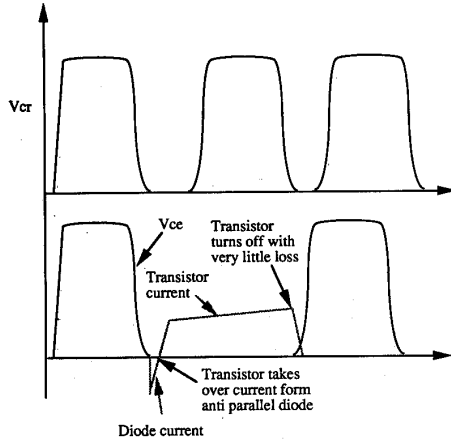 Vcr
Vce
Transistor
turns off with
very little loss
Transistor
current
Transistor takes
over current form
anti parallel diode
Diode current